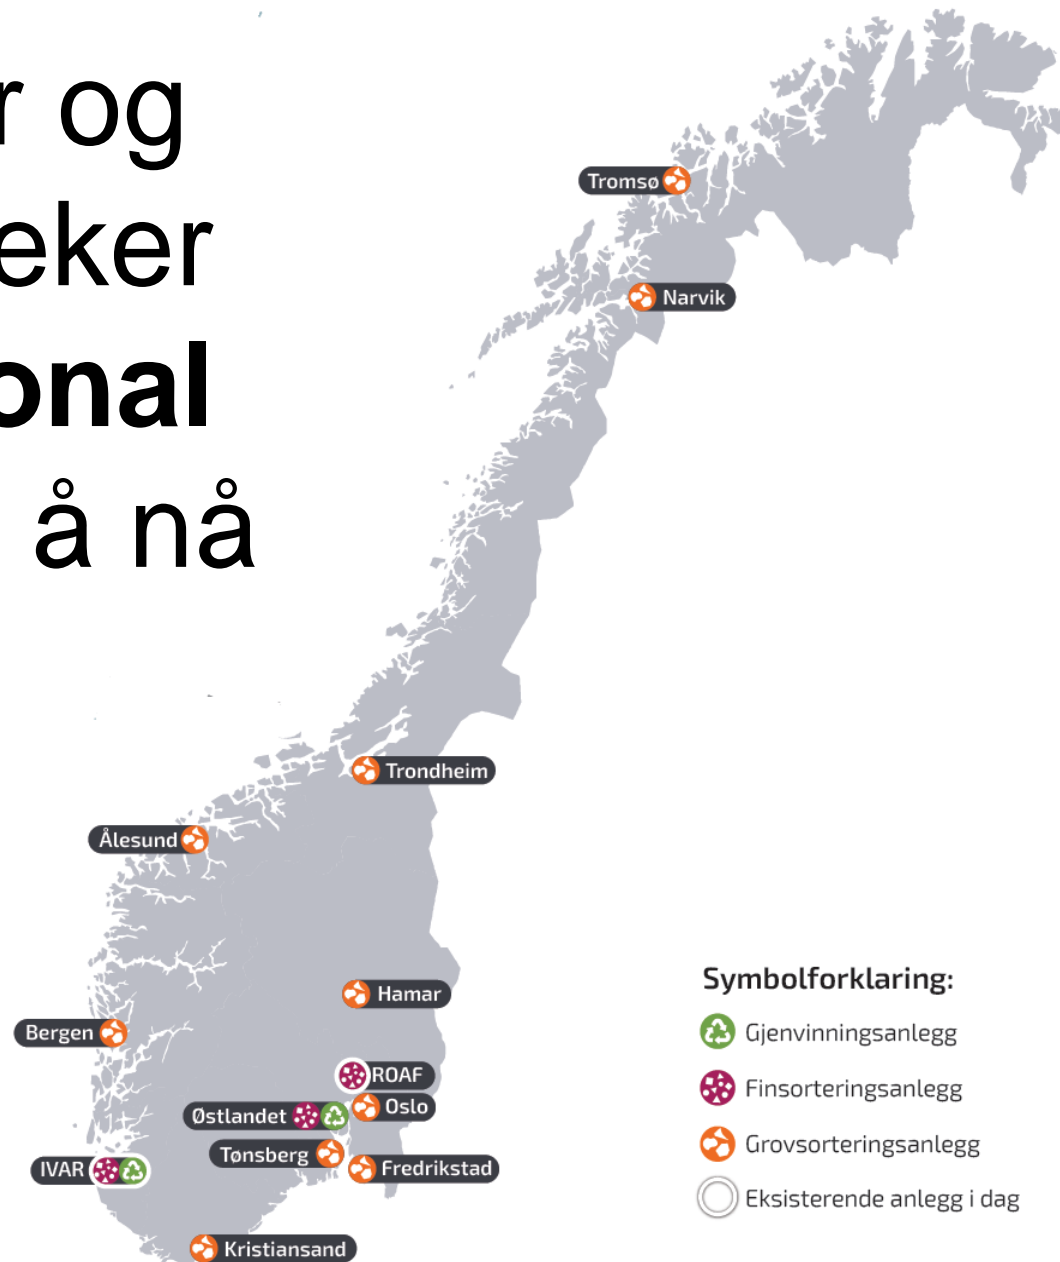 r og
eker
onal
å nå
Tromsø
Narvik
Trondheim
Ålesund
Hamar
Bergen
ROAF
Østlandet
Oslo
Tønsberg
IVAR
Fredrikstad
Kristiansand
Symbolforklaring:
Gjenvinningsanlegg
Finsorteringsanlegg
Grovsorteringsanlegg
Eksisterende anlegg i dag